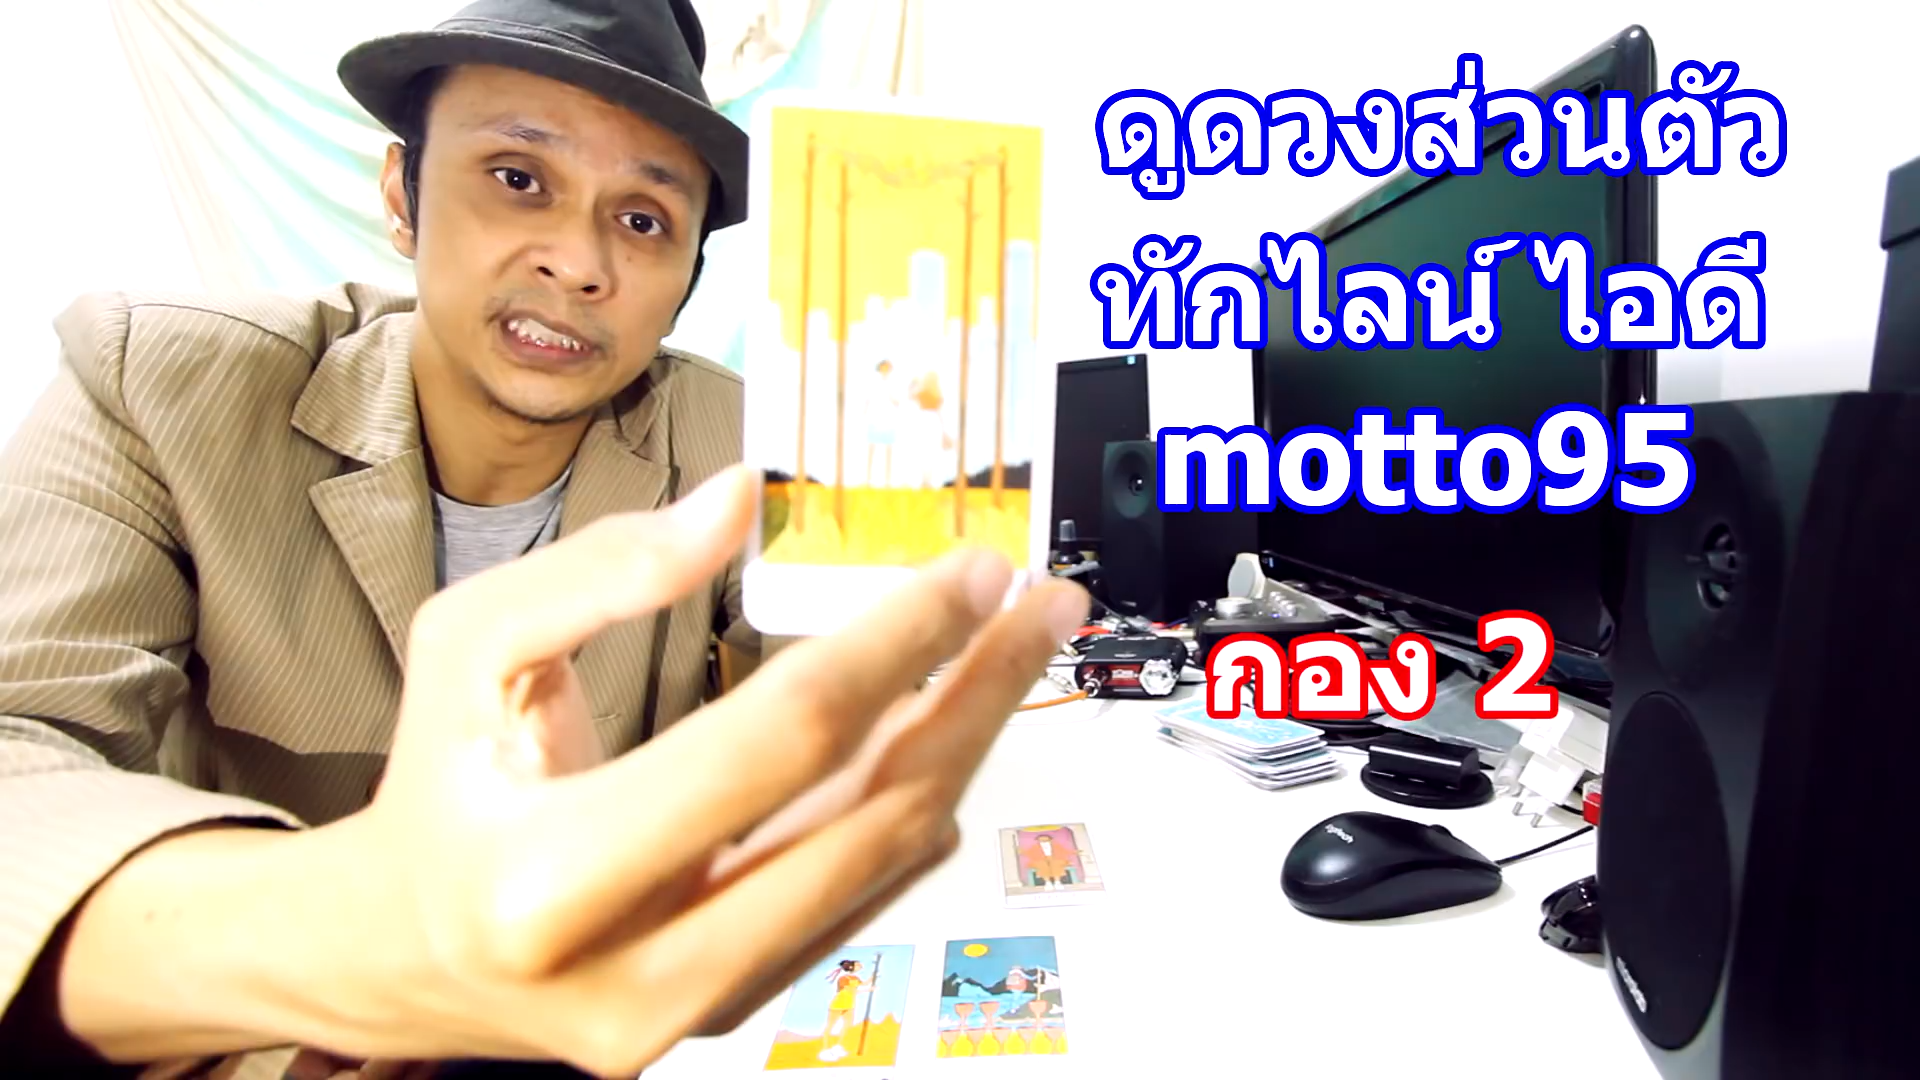 ดูดวงส่วนตัว
ทักไลน์ ไอดี
motto95
กอง 2
logitech